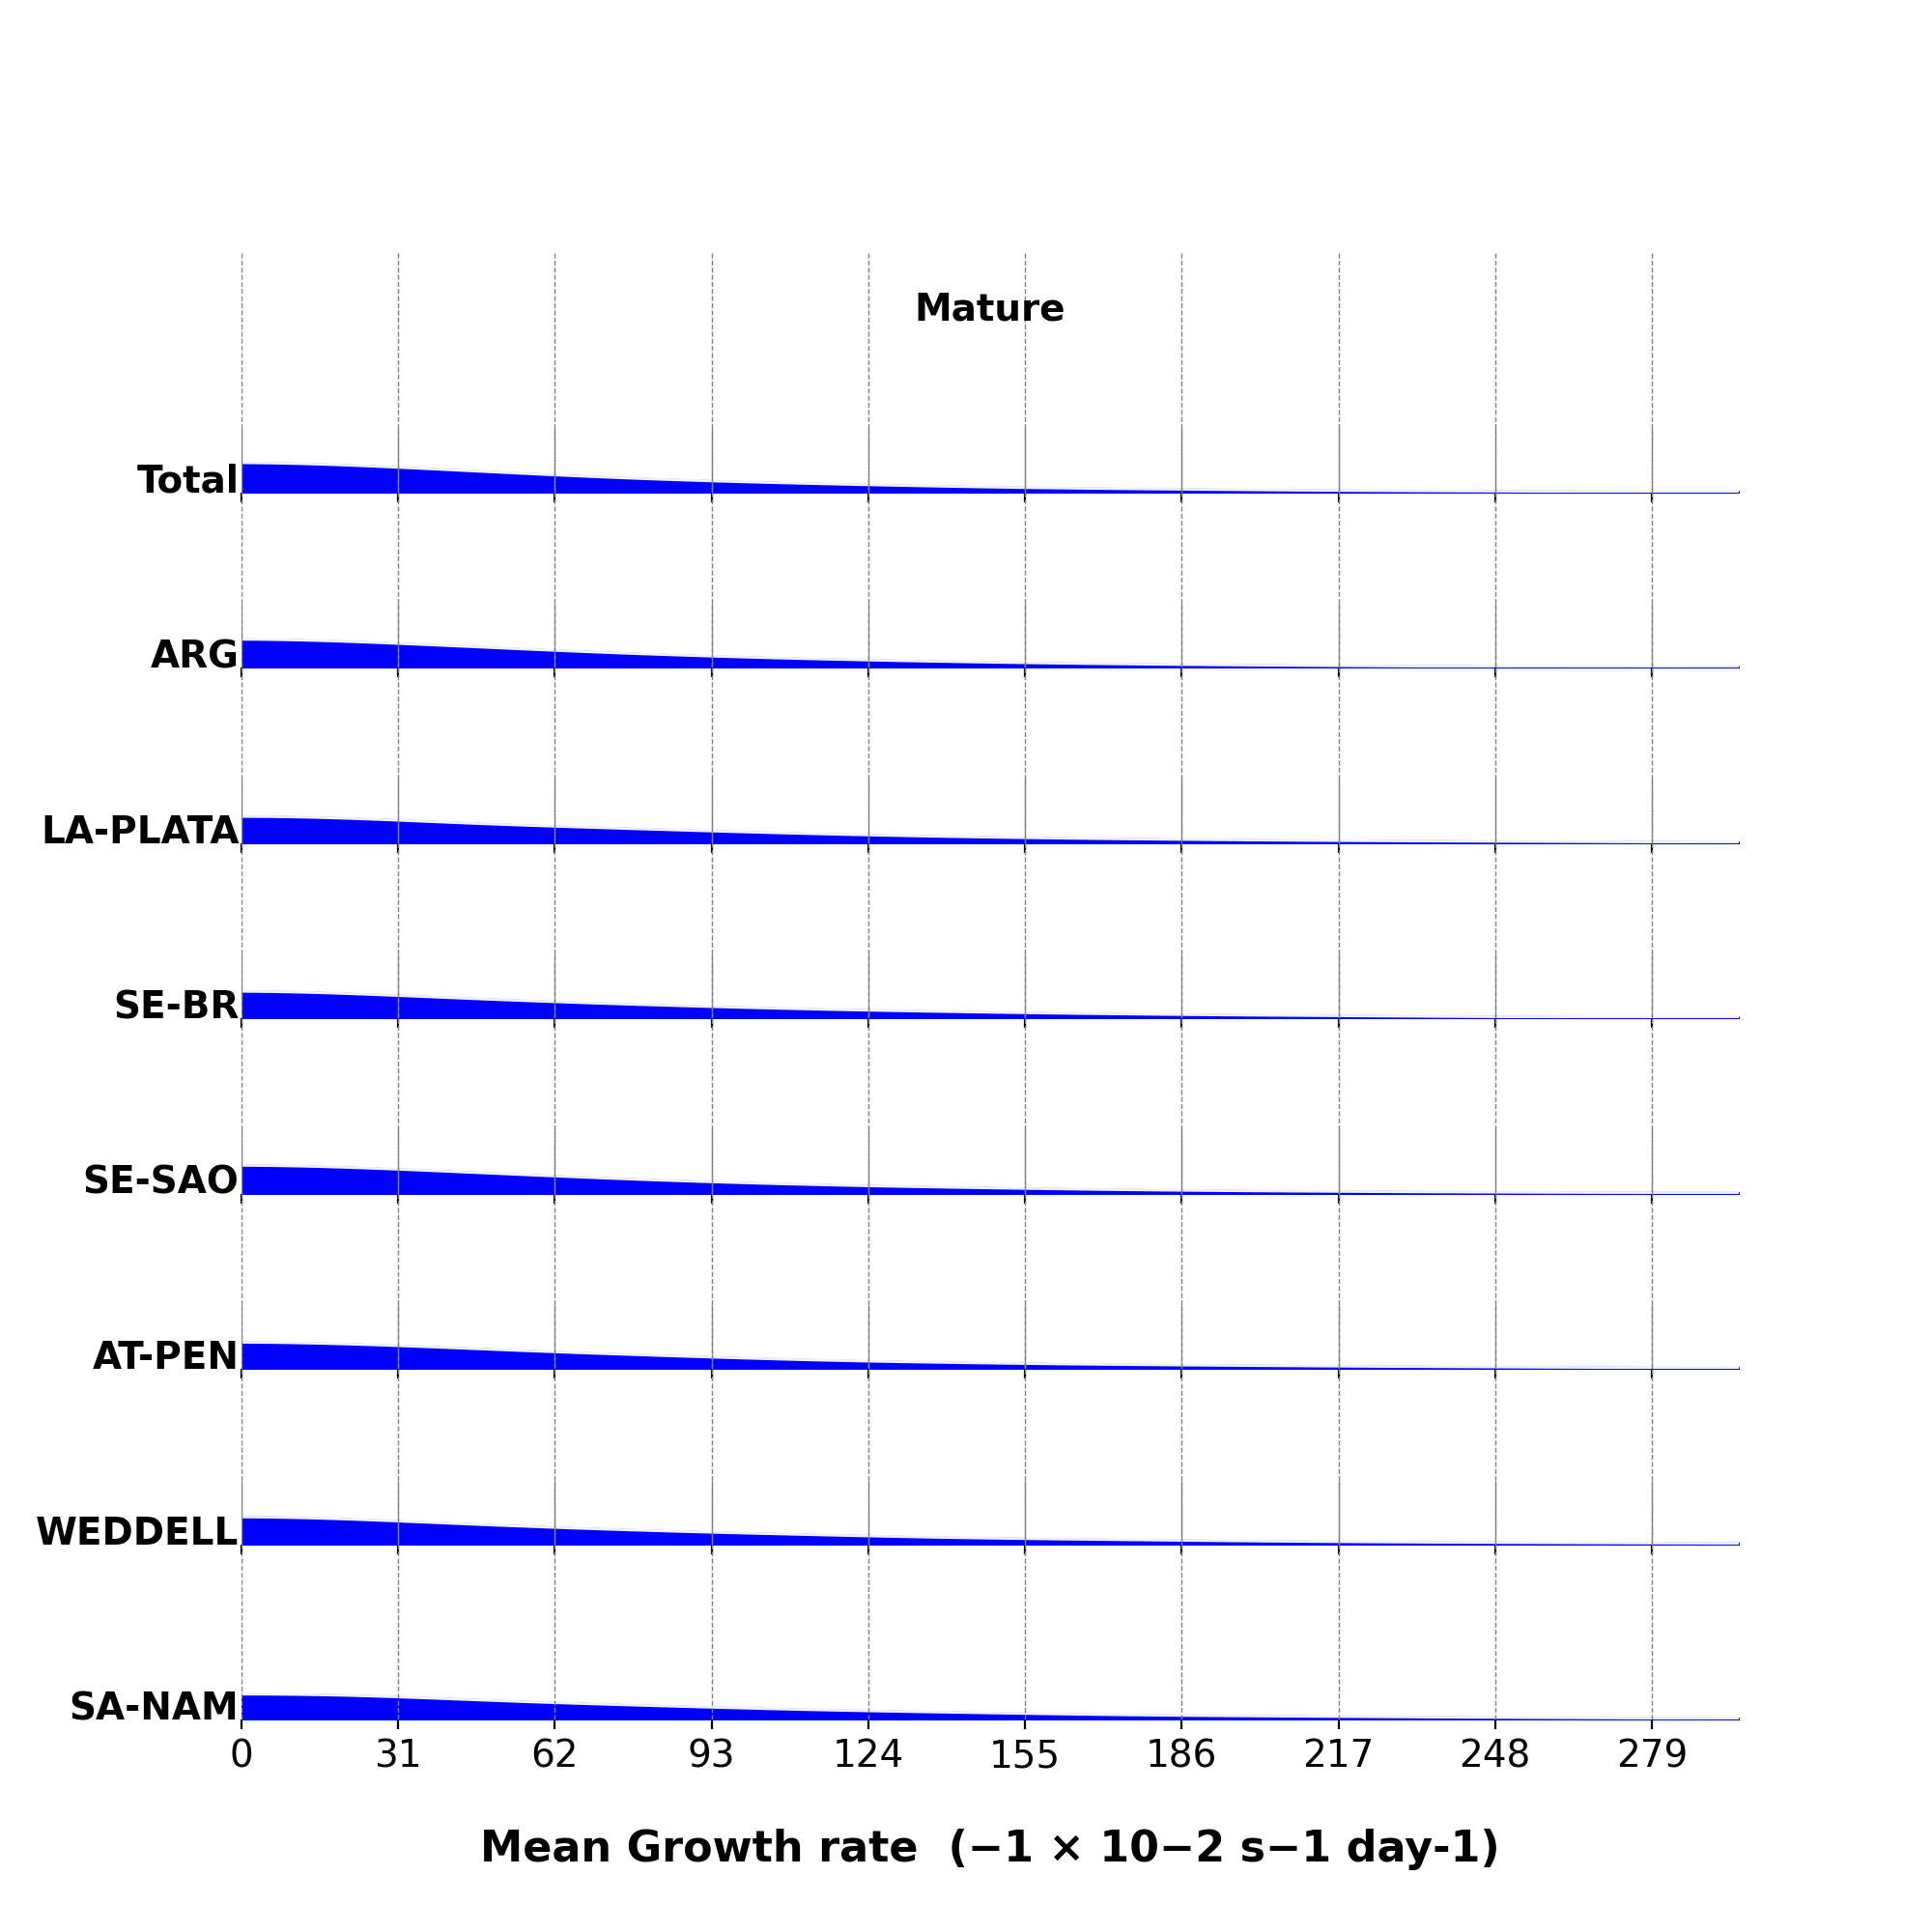 Mature
Total
ARG
LA-PLATA
SE-BR
SE-SAO
AT-PEN
WEDDELL
SA-NAM
0 31 62 93 124 155 186 217 248 279
Mean Growth rate  (−1 × 10−2 s−1 day-1)